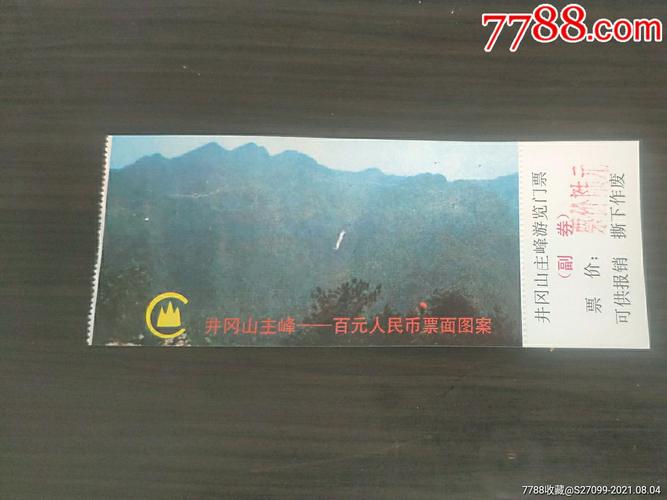 7788.com
井冈山主峰——百元人民币票面图案
井冈山主峰游览门票
（副 券）
票 价：
可供报销 撕下作废
7788收藏@S27099-2021.08.04